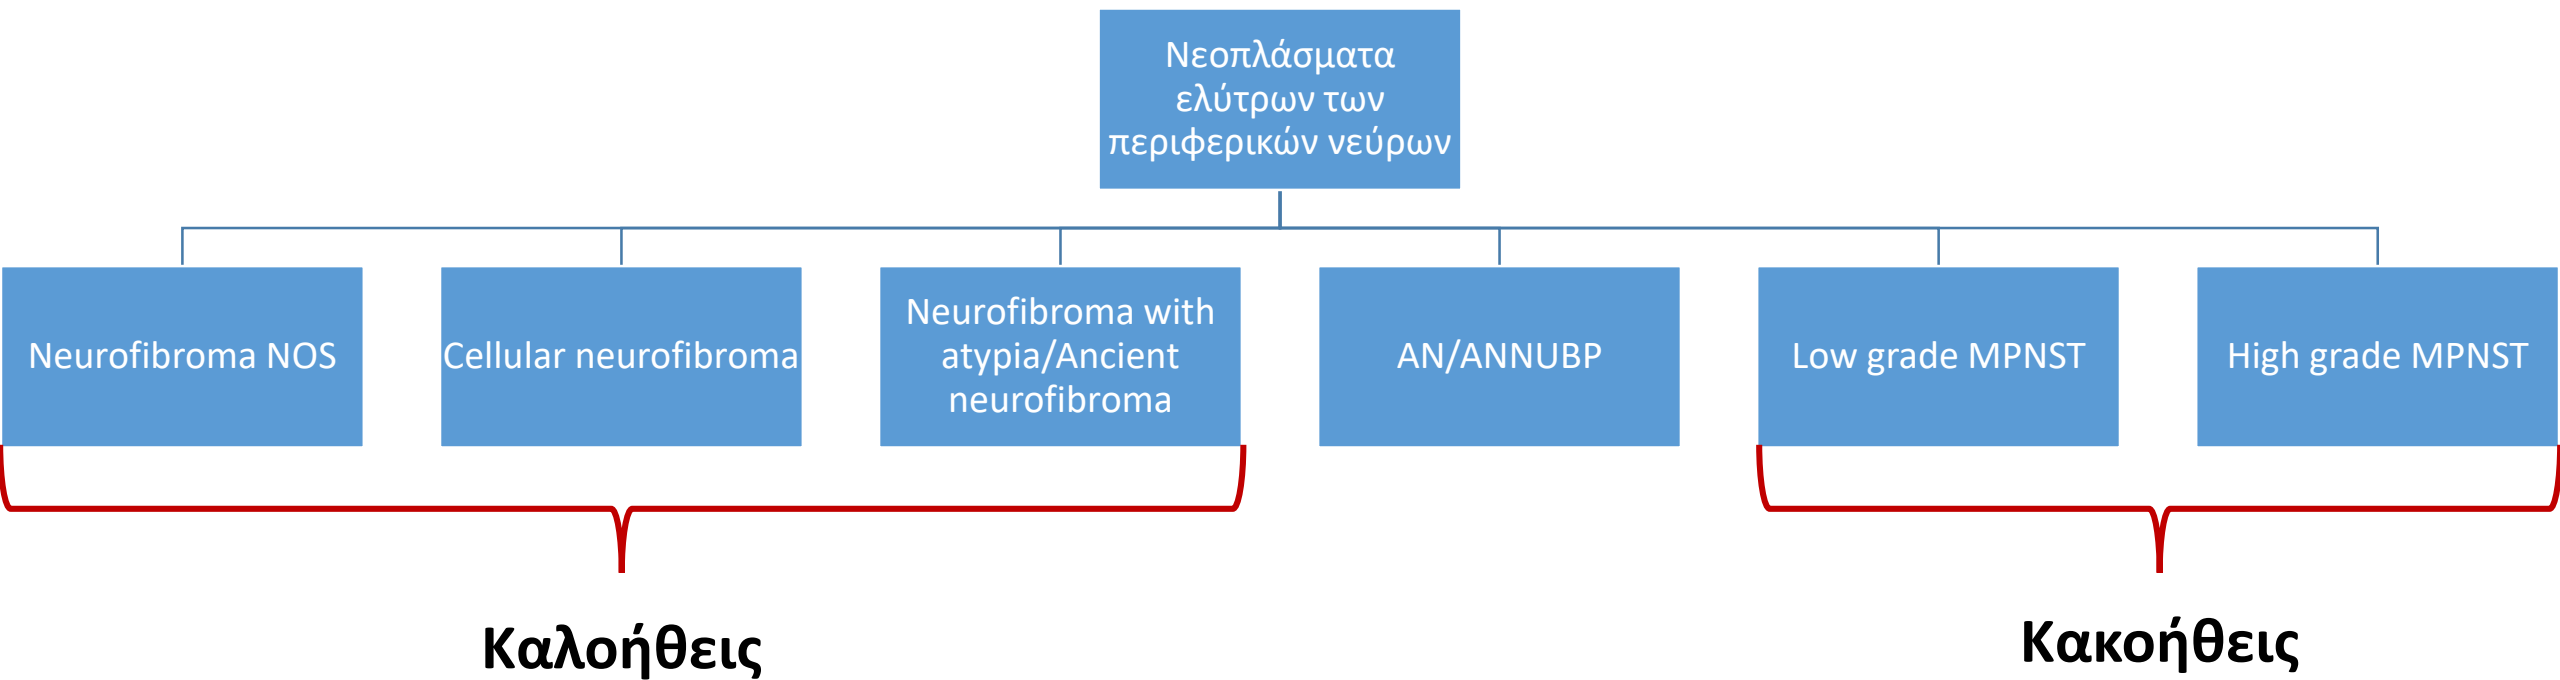 Νεοπλάσματα
ελύτρων των
περιφερικών νεύρων
Neurofibroma NOS
Cellular neurofibroma
Neurofibroma with
atypia/Ancient
neurofibroma
AN/ANNUBP
Low grade MPNST
High grade MPNST
Καλοήθεις
Κακοήθεις